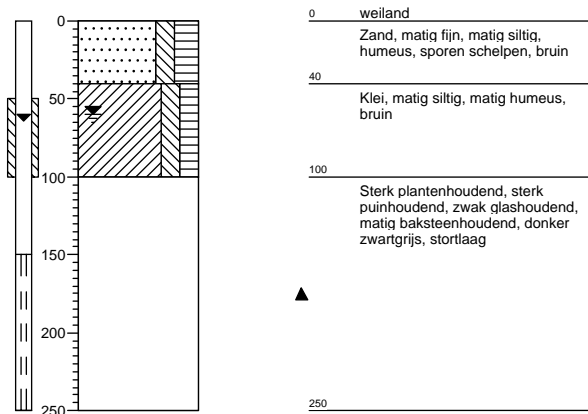 0
50
100
150
200
250
0
weiland
Zand, matig fijn, matig siltig,
humeus, sporen schelpen, bruin
40
Klei, matig siltig, matig humeus,
bruin
100
Sterk plantenhoudend, sterk
puinhoudend, zwak glashoudend,
matig baksteenhoudend, donker
zwartgrijs, stortlaag
250